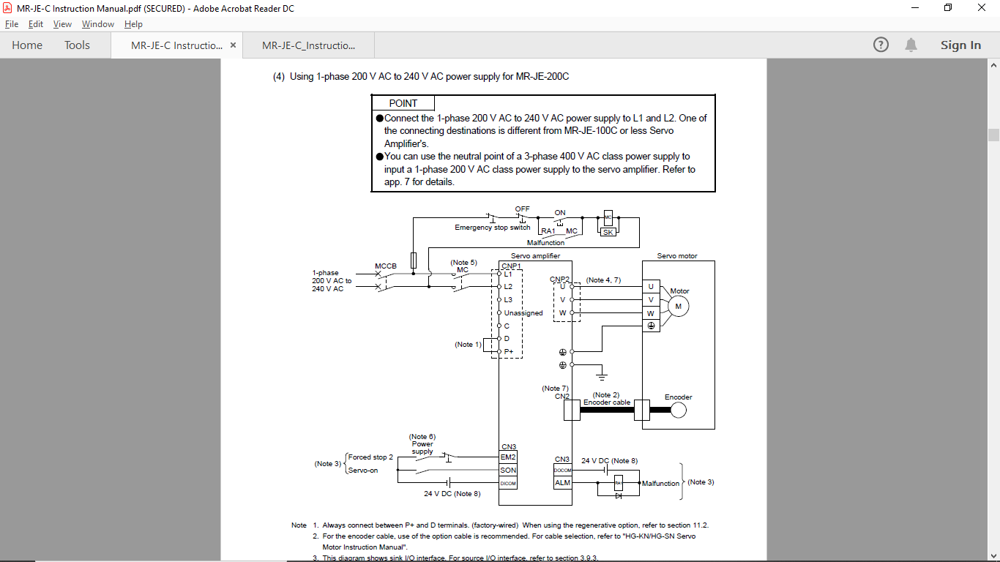 MR-JE-C Instruction Manual.pdf (SECURED) - Adobe Acrobat Reader DC
File Edit View Window Help
Home Tools MR-JE-C Instructio... × MR-JE-C_Instructio... ? Sign In
(4) Using 1-phase 200 V AC to 240 V AC power supply for MR-JE-200C
POINT
●Connect the 1-phase 200 V AC to 240 V AC power supply to L1 and L2. One of
the connecting destinations is different from MR-JE-100C or less Servo
Amplifier's.
●You can use the neutral point of a 3-phase 400 V AC class power supply to
input a 1-phase 200 V AC class power supply to the servo amplifier. Refer to
app. 7 for details.
OFF
ON
MC
Emergency stop switch
RA1 MC
SK
Malfunction
Servo amplifier
Servo motor
MCCB
(Note 5)
MC
CNP1
1-phase
200 V AC to
240 V AC
L1
L2
L3
Unassigned
C
D
P+
(Note 1)
CNP2
U
V
W
(Note 4, 7)
U
V
W
Motor
M
(Note 7)
CN2
(Note 2)
Encoder cable
Encoder
(Note 6)
Power
supply
(Note 3)
Forced stop 2
Servo-on
CN3
EM2
SON
DICOM
24 V DC (Note 8)
CN3
DOCOM
ALM
24 V DC (Note 8)
RA1
Malfunction
(Note 3)
Note 1. Always connect between P+ and D terminals. (factory-wired) When using the regenerative option, refer to section 11.2.
2. For the encoder cable, use of the option cable is recommended. For cable selection, refer to "HG-KN/HG-SN Servo
Motor Instruction Manual".
3. This diagram shows sink I/O interface. For source I/O interface, refer to section 3.9.3.